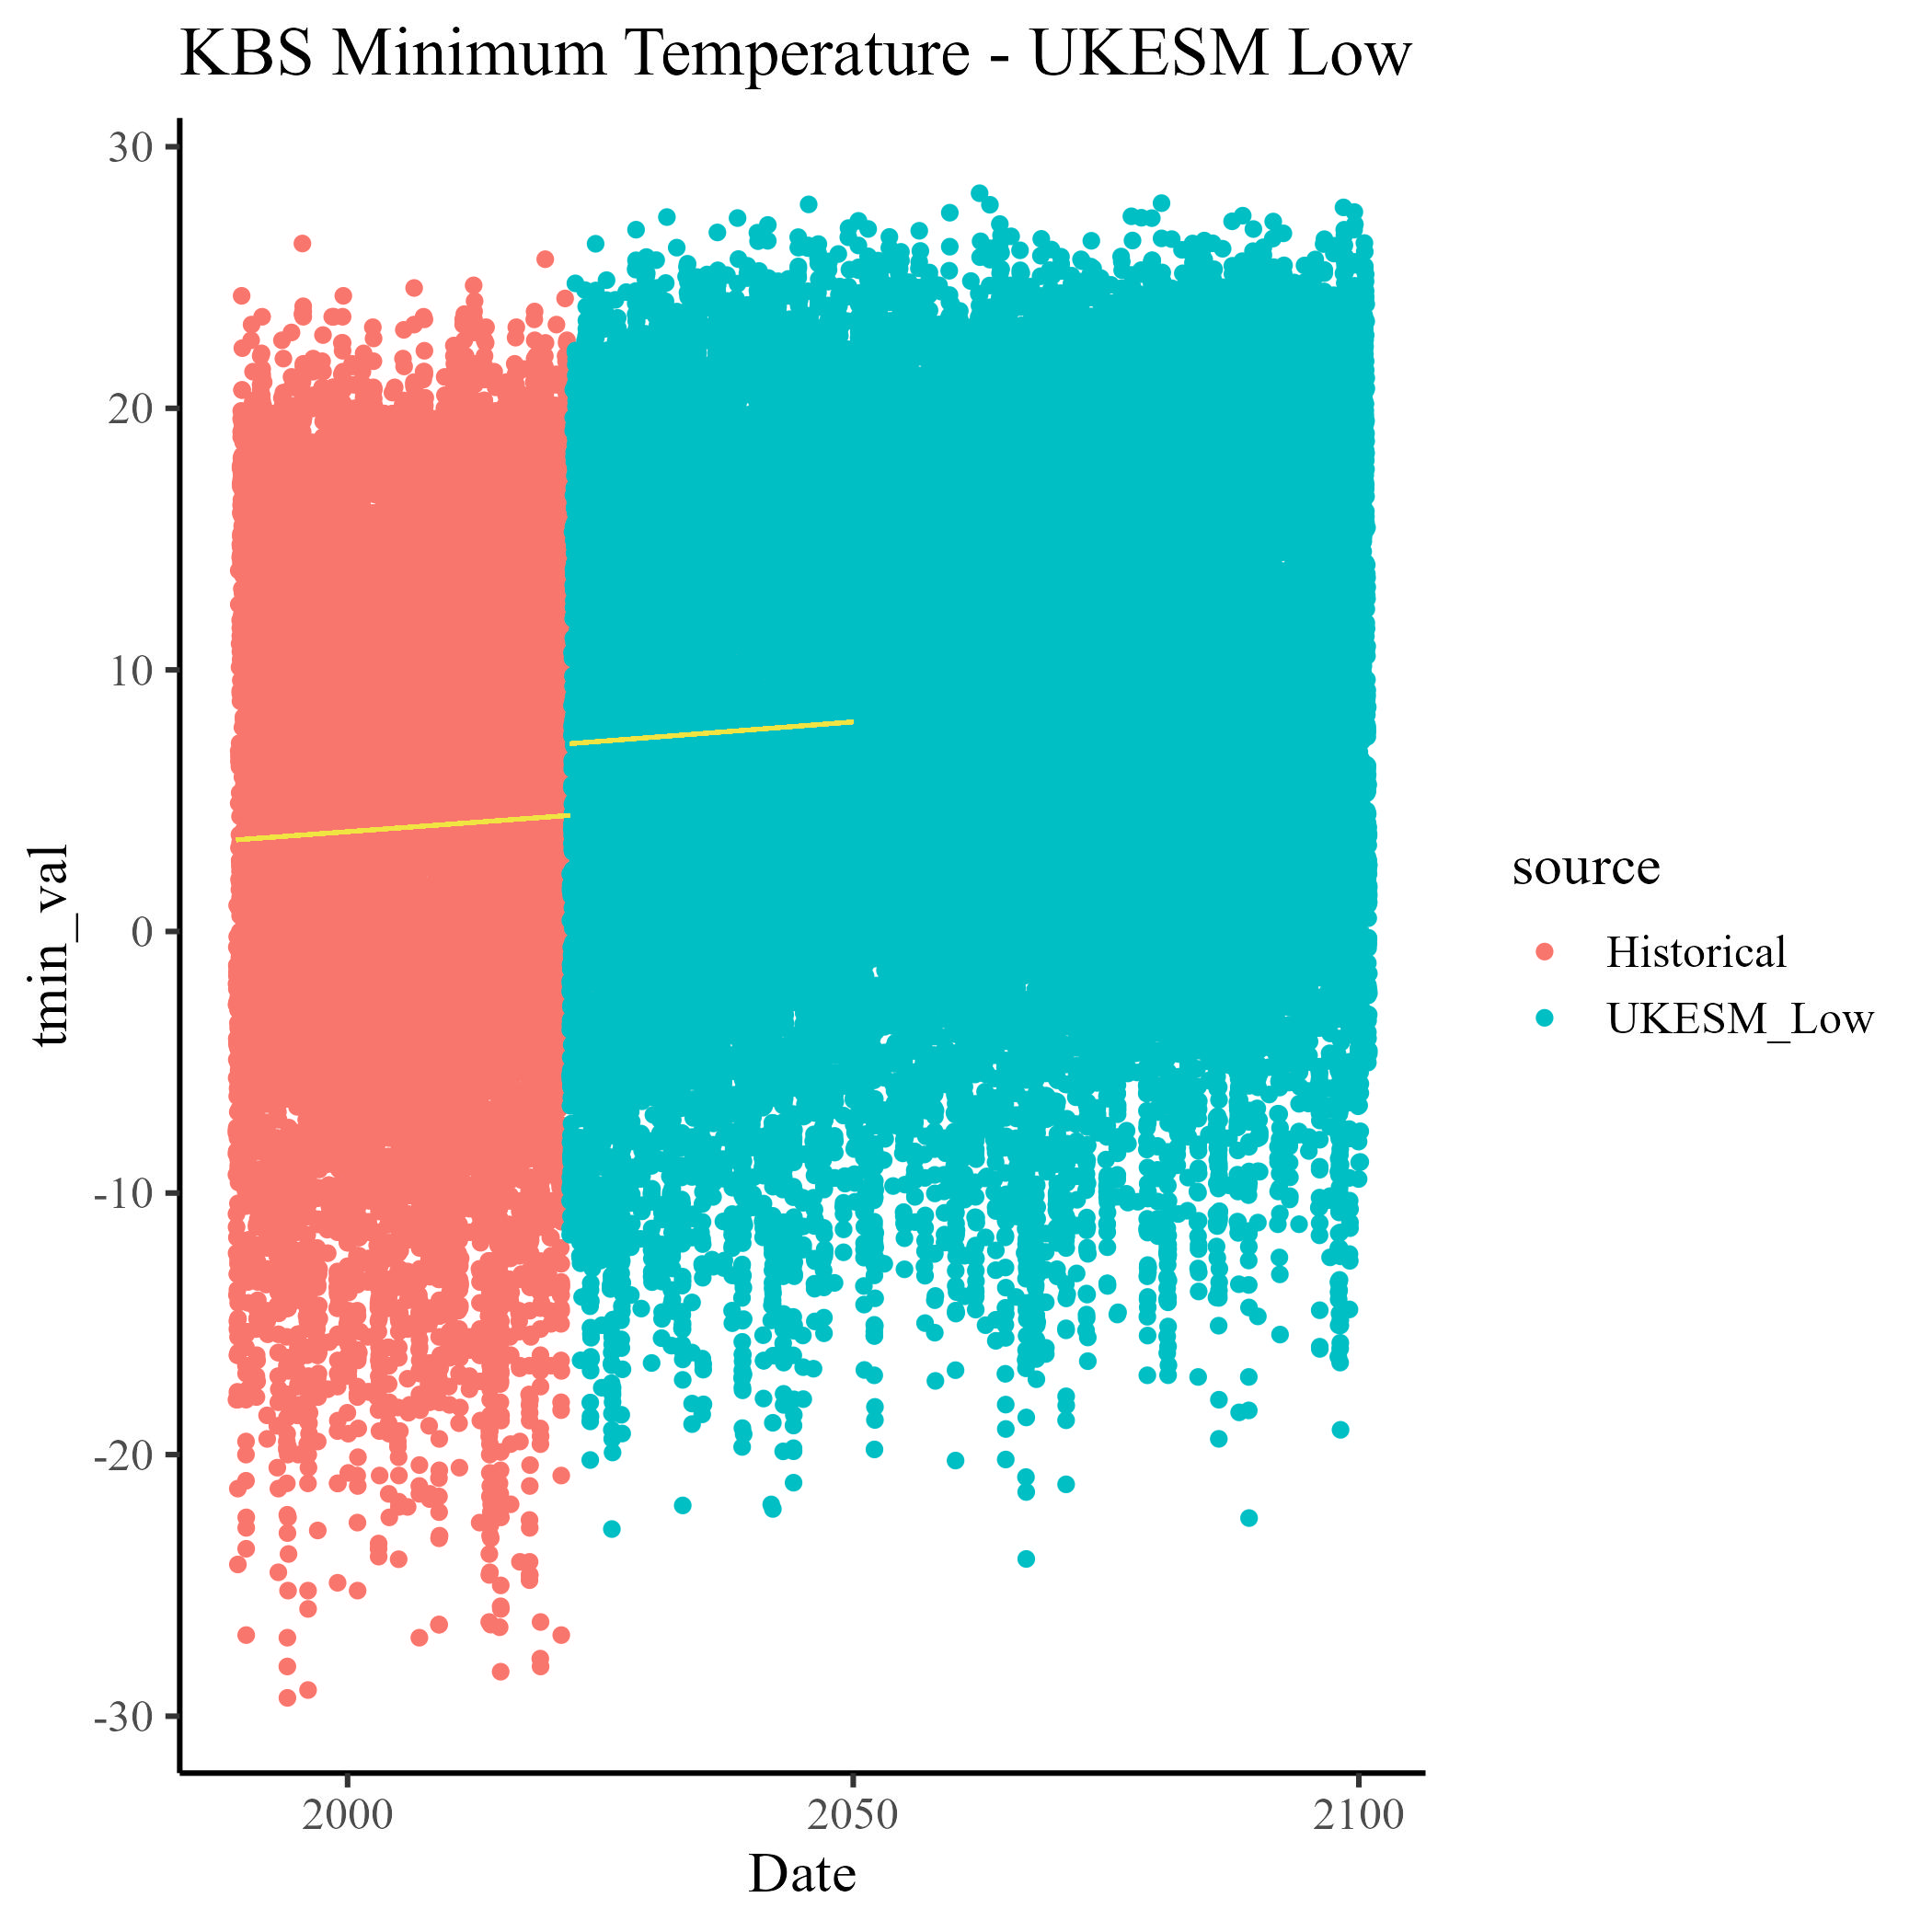 KBS Minimum Temperature - UKESM Low
30
20
10
0
-10
-20
-30
tmin_val
2000 2050 2100
Date
source
Historical
UKESM_Low